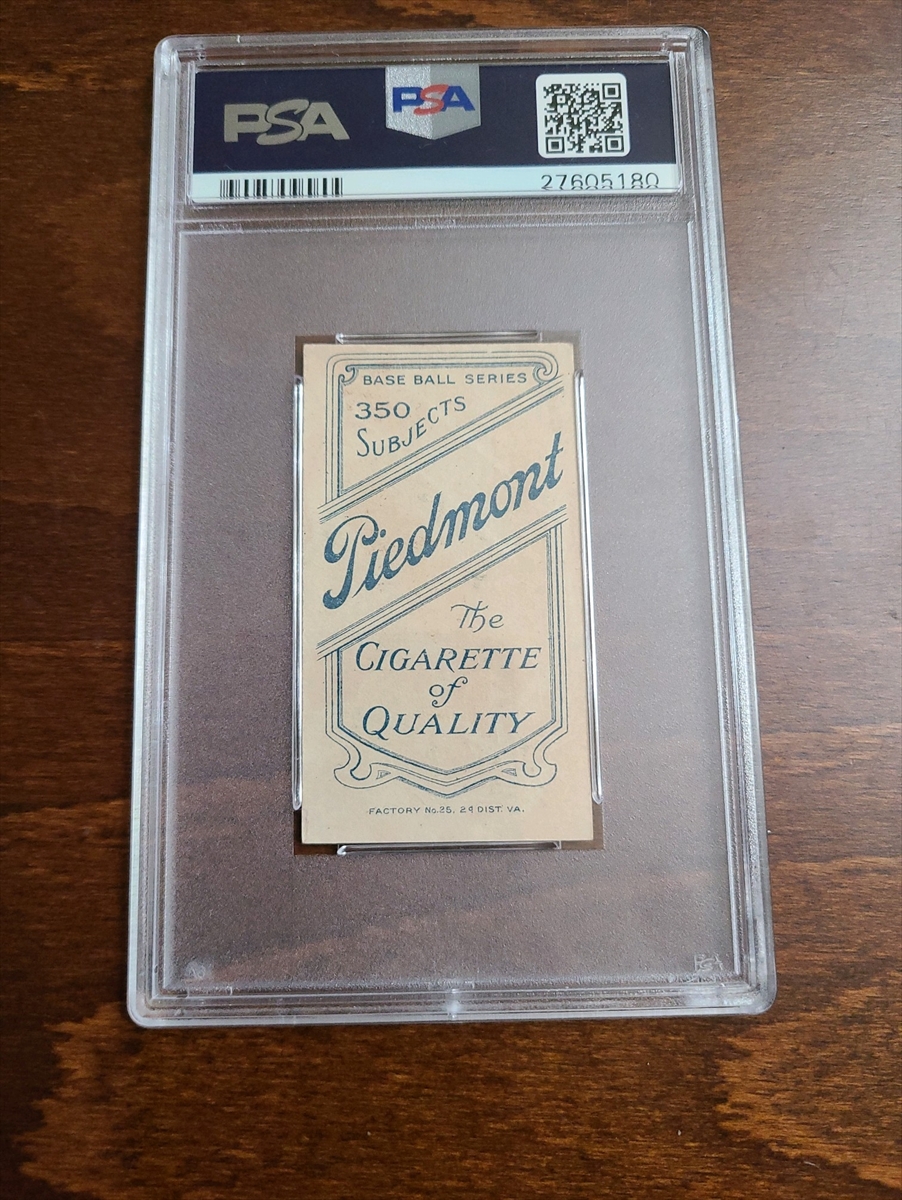 PSA
PSA
27605180
BASE BALL SERIES
350
SUBJECTS
Piedmont
The
CIGARETTE
of
QUALITY
FACTORY No. 25, 2d DIST. VA.
PSA